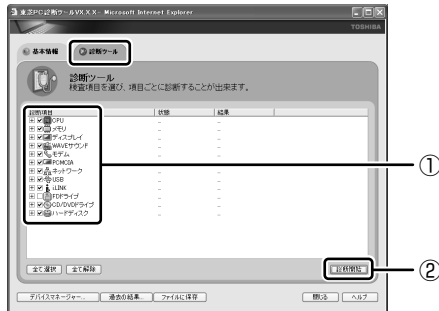 東芝PC診断ツールVX.X.X- Microsoft Internet Explorer
TOSHIBA
基本情報
診断ツール
診断ツール
検査項目を選び、項目ごとに診断することが出来ます。
診断項目 状態 結果
CPU - -
メモリ - -
ディスプレイ - -
WAVEサウンド - -
モデム - -
PCMCIA - -
ネットワーク - -
USB - -
i.LINK - -
FDドライブ - -
CD/DVDドライブ - -
ハードディスク - -
①
全て選択 全て解除 診断開始
②
デバイスマネージャー... 過去の結果... ファイルに保存 閉じる ヘルプ